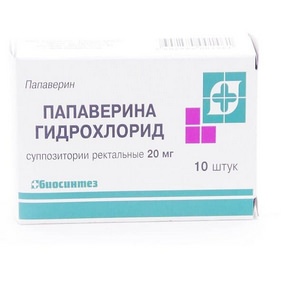 Папаверин
ПАПАВЕРИНА
ГИДРОХЛОРИД
суппозитории ректальные 20 мг
10 штук
биосинтез